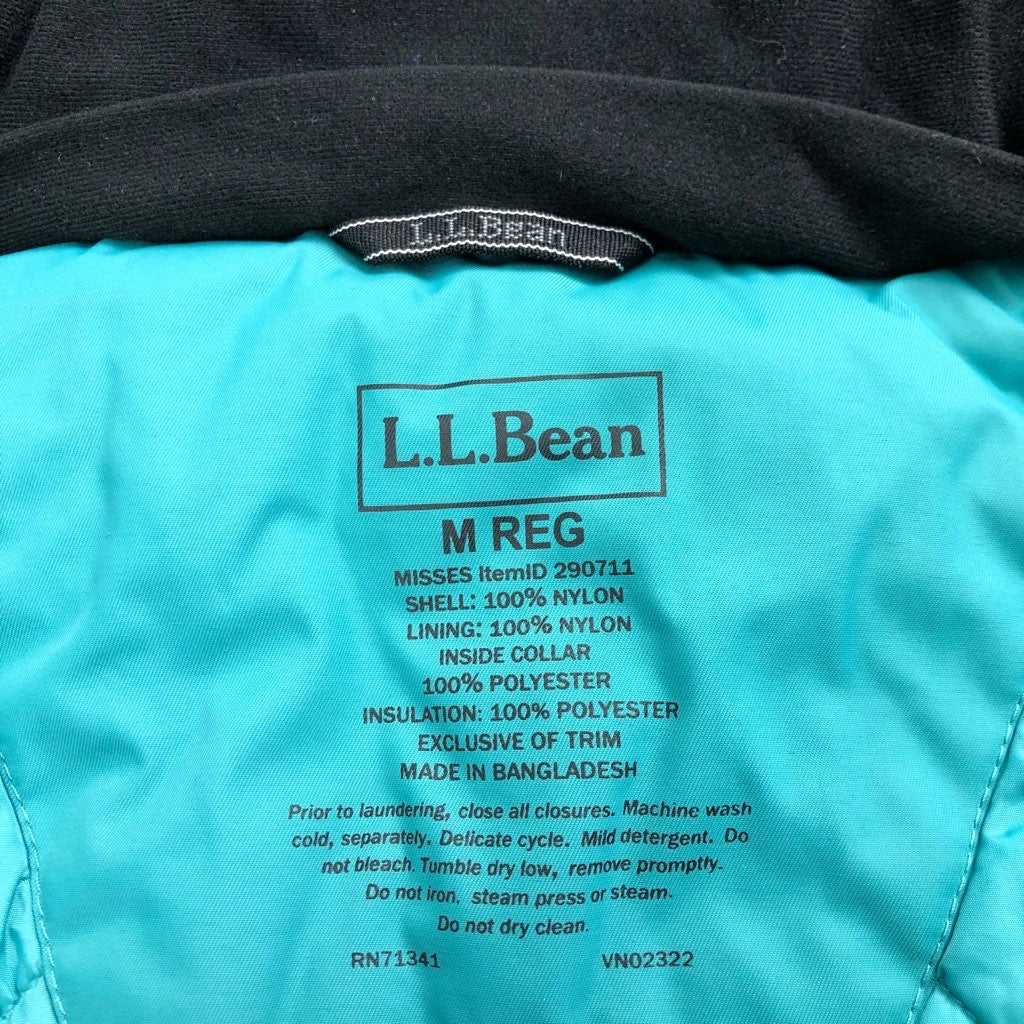 L.L.Bean
L.L.Bean
M REG
MISSES ItemID 290711
SHELL: 100% NYLON
LINING: 100% NYLON
INSIDE COLLAR
100% POLYESTER
INSULATION: 100% POLYESTER
EXCLUSIVE OF TRIM
MADE IN BANGLADESH
Prior to laundering, close all closures. Machine wash
cold, separately. Delicate cycle. Mild detergent. Do
not bleach. Tumble dry low, remove promptly.
Do not iron, steam press or steam.
Do not dry clean.
RN71341 VN02322